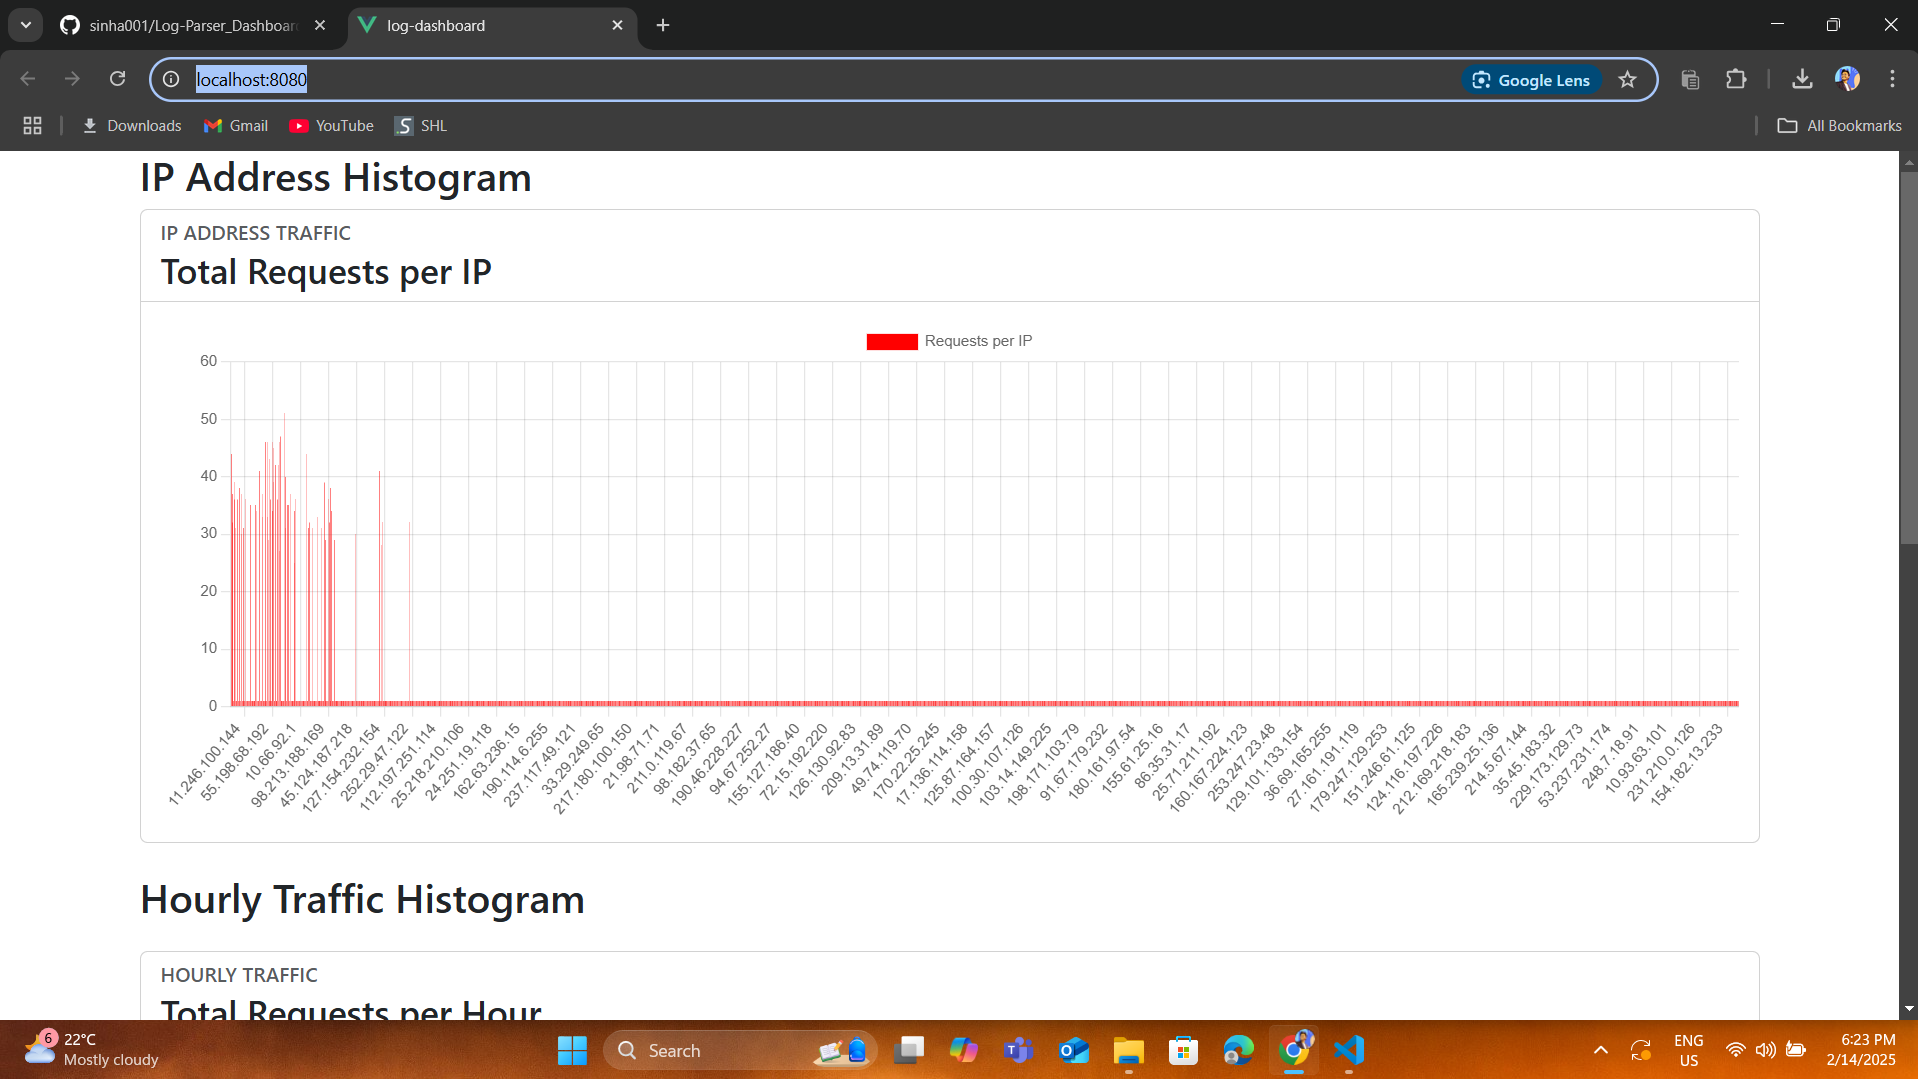 sinha001/Log-Parser_Dashboar
log-dashboard
localhost:8080
Google Lens
Downloads
Gmail
YouTube
SHL
All Bookmarks
IP Address Histogram
IP ADDRESS TRAFFIC
Total Requests per IP
Requests per IP
60
50
40
30
20
10
0
11.246.100.144
55.198.68.192
10.66.92.1
98.213.188.169
45.124.187.218
127.154.232.154
252.29.47.122
112.197.251.114
25.218.210.106
24.251.19.118
162.63.236.15
190.114.6.255
237.117.49.121
33.29.249.65
217.180.100.150
21.98.71.71
211.0.119.67
98.182.37.65
190.46.228.227
94.67.252.27
155.127.186.40
72.15.192.220
126.130.92.83
209.13.31.89
49.74.119.70
170.22.25.245
17.136.114.158
125.87.164.157
100.30.107.126
103.14.149.225
198.171.103.79
91.67.179.232
180.161.97.54
155.61.25.16
86.35.31.17
25.71.211.192
160.167.224.123
253.247.23.48
129.101.133.154
36.69.165.255
27.161.191.119
179.247.129.253
151.246.61.125
124.116.197.226
212.169.218.183
165.239.25.136
214.5.67.144
35.45.183.32
229.173.129.73
53.237.231.174
248.7.18.91
10.93.63.101
231.210.0.126
154.182.13.233
Hourly Traffic Histogram
HOURLY TRAFFIC
Total Requests per Hour
6
22°C
Mostly cloudy
Search
ENG
US
6:23 PM
2/14/2025